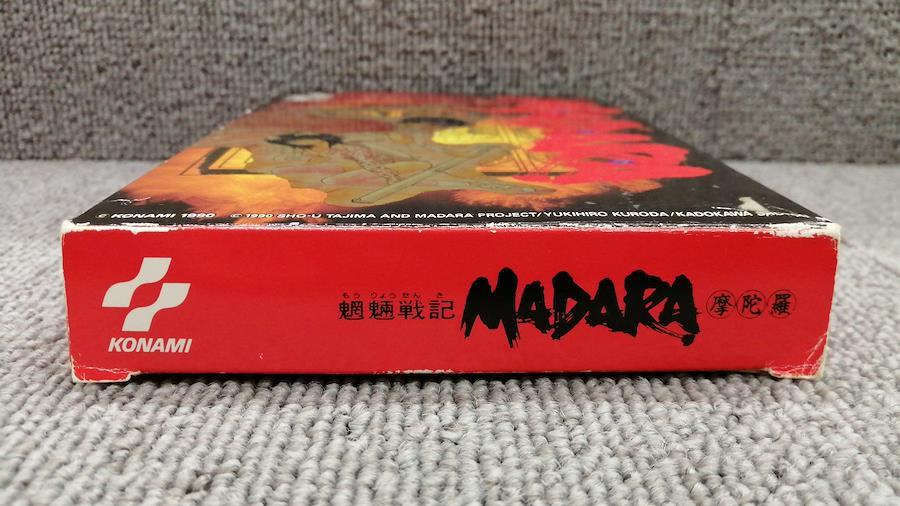 © KONAMI 1990 © 1990 SHO-U TAJIMA AND MADARA PROJECT/YUKIHIRO KURODA/KADOKAWA
もうりょうせんき
魍魎戦記 MADARA 摩陀羅
KONAMI